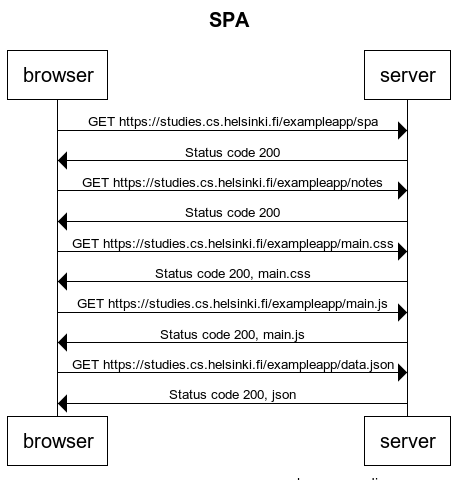 SPA
browser server
GET https://studies.cs.helsinki.fi/exampleapp/spa
Status code 200
GET https://studies.cs.helsinki.fi/exampleapp/notes
Status code 200
GET https://studies.cs.helsinki.fi/exampleapp/main.css
Status code 200, main.css
GET https://studies.cs.helsinki.fi/exampleapp/main.js
Status code 200, main.js
GET https://studies.cs.helsinki.fi/exampleapp/data.json
Status code 200, json
browser server